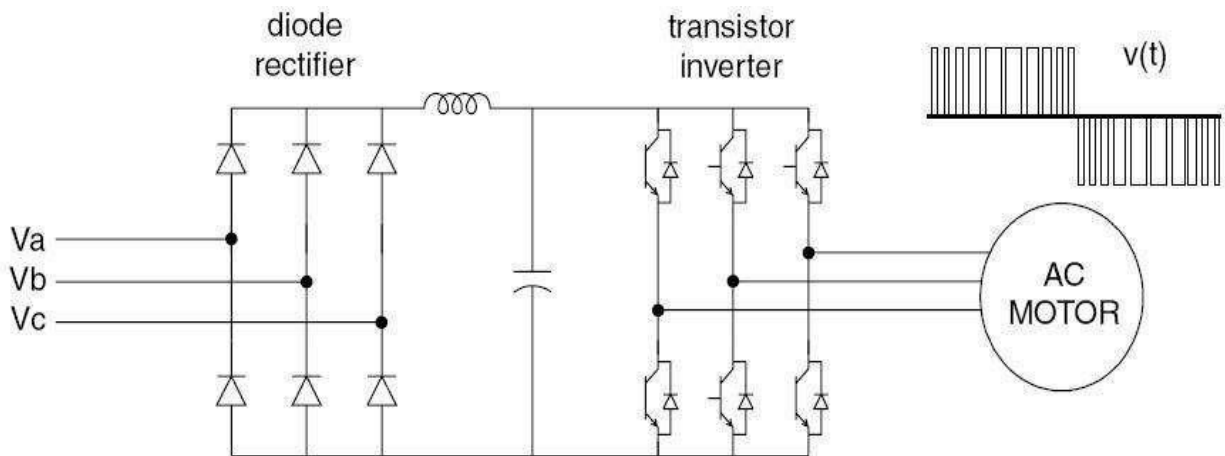 diode
rectifier
transistor
inverter
v(t)
Va
Vb
Vc
AC
MOTOR